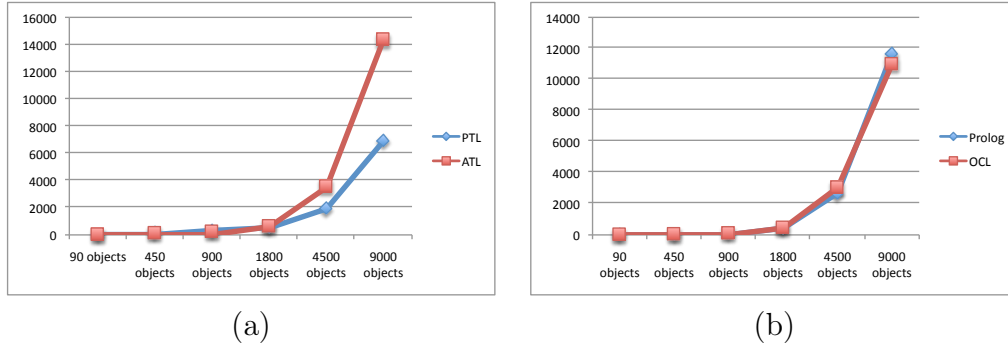 16000
14000
12000
10000
8000
6000
4000
2000
0
90 objects
450 objects
900 objects
1800 objects
4500 objects
9000 objects
PTL
ATL
(a)
14000
12000
10000
8000
6000
4000
2000
0
90 objects
450 objects
900 objects
1800 objects
4500 objects
9000 objects
Prolog
OCL
(b)